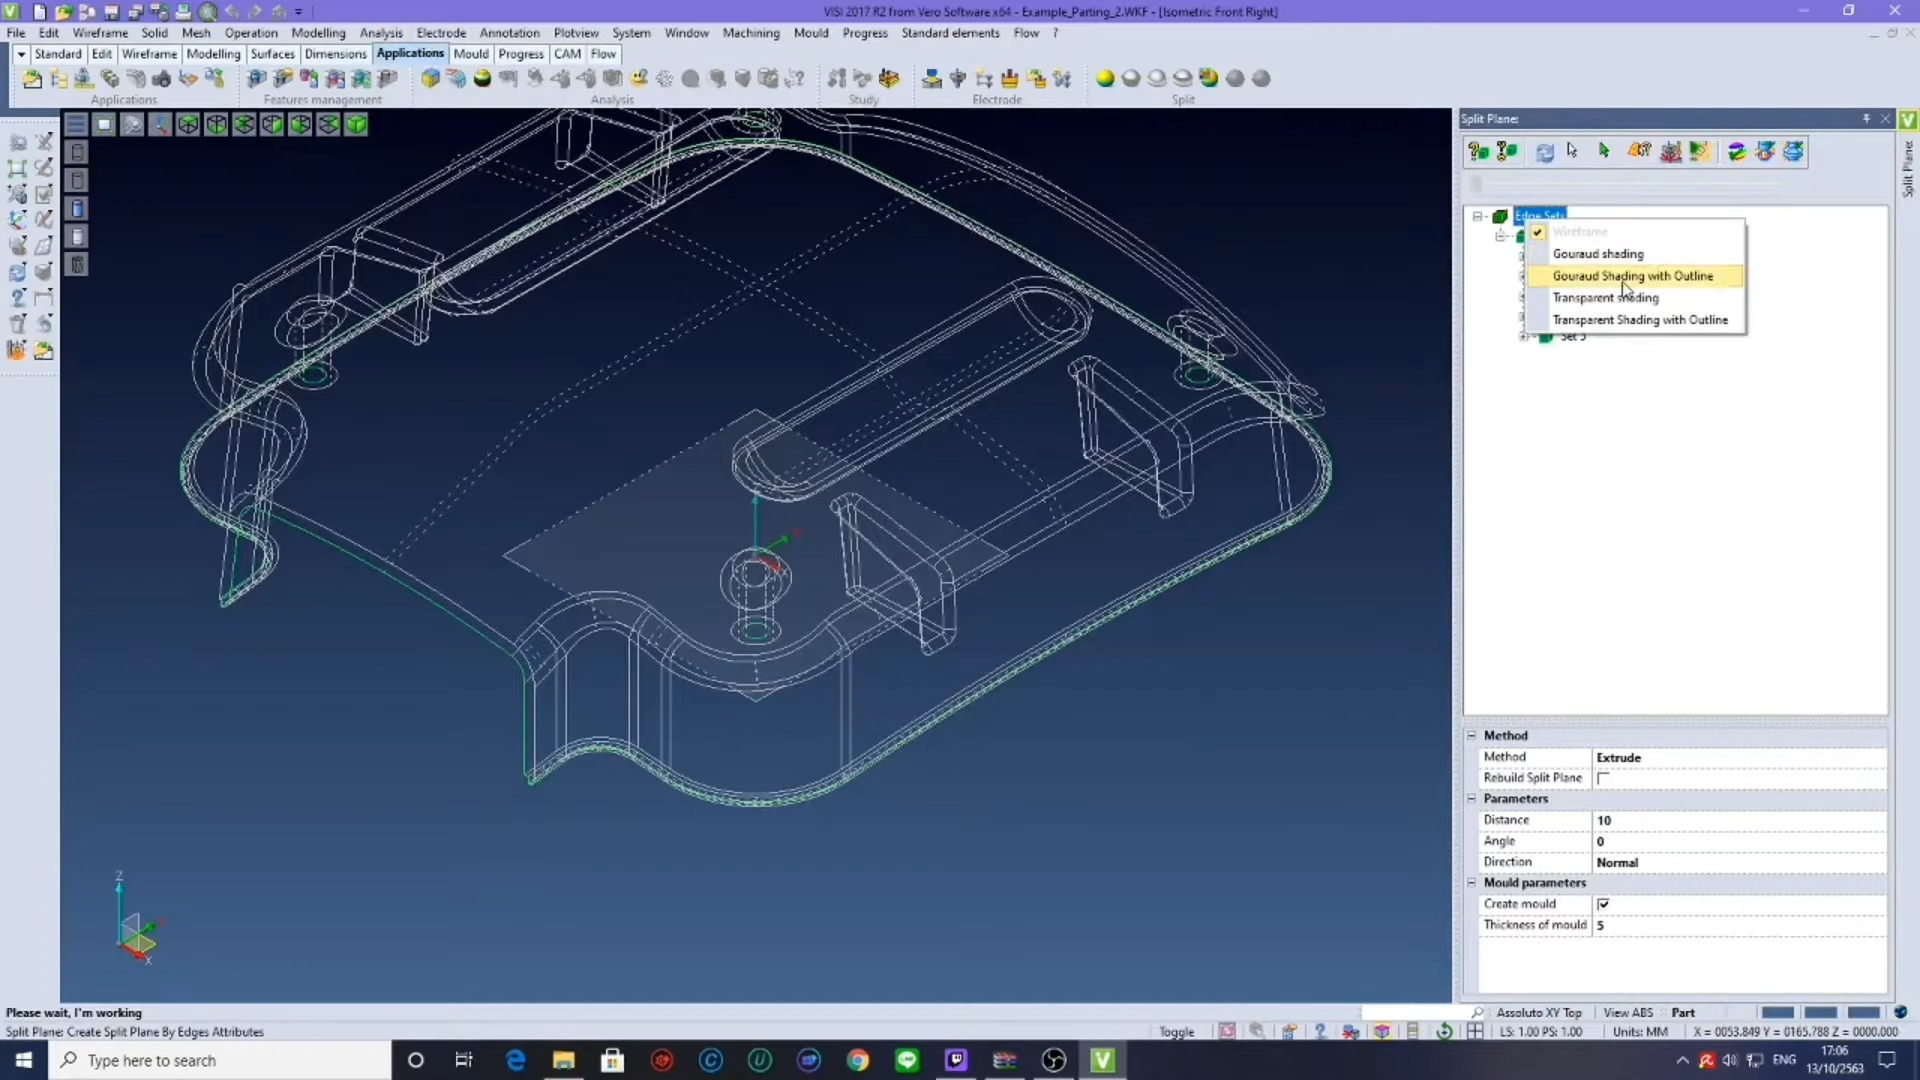 VISI 2017 R2 from Vero Software x64 - Example_Parting_2.WKF - [Isometric Front Right]
File Edit Wireframe Solid Mesh Operation Modelling Analysis Electrode Annotation Plotview System Window Machining Mould Progress Standard elements Flow ?
Standard Edit Wireframe Modelling Surfaces Dimensions Applications Mould Progress CAM Flow
Applications Features management Analysis Study Electrode Split
Split Plane:
Split Plane:
Edge Sets
Wireframe
Gouraud shading
Gouraud Shading with Outline
Transparent shading
Transparent Shading with Outline
Method
Method Extrude
Rebuild Split Plane
Parameters
Distance 10
Angle 0
Direction Normal
Mould parameters
Create mould
Thickness of mould 5
Z
X
Please wait, I'm working
Assoluto XY Top View ABS Part
Split Plane: Create Split Plane By Edges Attributes
Toggle LS: 1.00 PS: 1.00 Units: MM X = 0053.849 Y = 0165.788 Z = 0000.000
Type here to search
ENG
17:06
13/10/2563